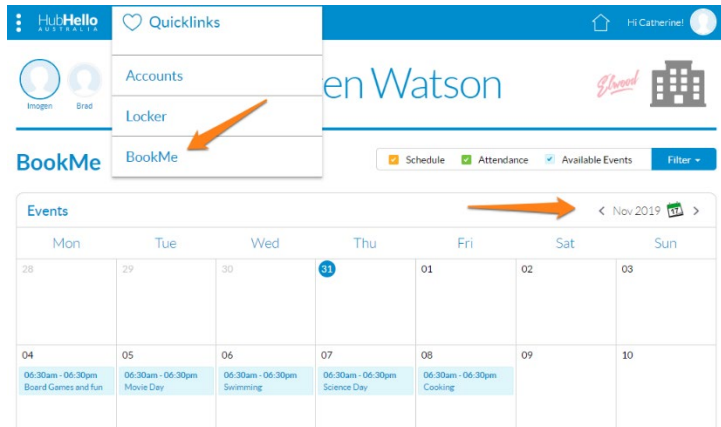 HubHello
AUSTRALIA
Quicklinks
Hi Catherine!
Accounts
Locker
BookMe
Imogen
Brad
en Watson
Elwood
BookMe
Schedule
Attendance
Available Events
Filter
Events
Nov 2019
17
Mon Tue Wed Thu Fri Sat Sun
28 29 30 31 01 02 03
04 05 06 07 08 09 10
06:30am - 06:30pm 06:30am - 06:30pm 06:30am - 06:30pm 06:30am - 06:30pm 06:30am - 06:30pm
Board Games and fun Movie Day Swimming Science Day Cooking